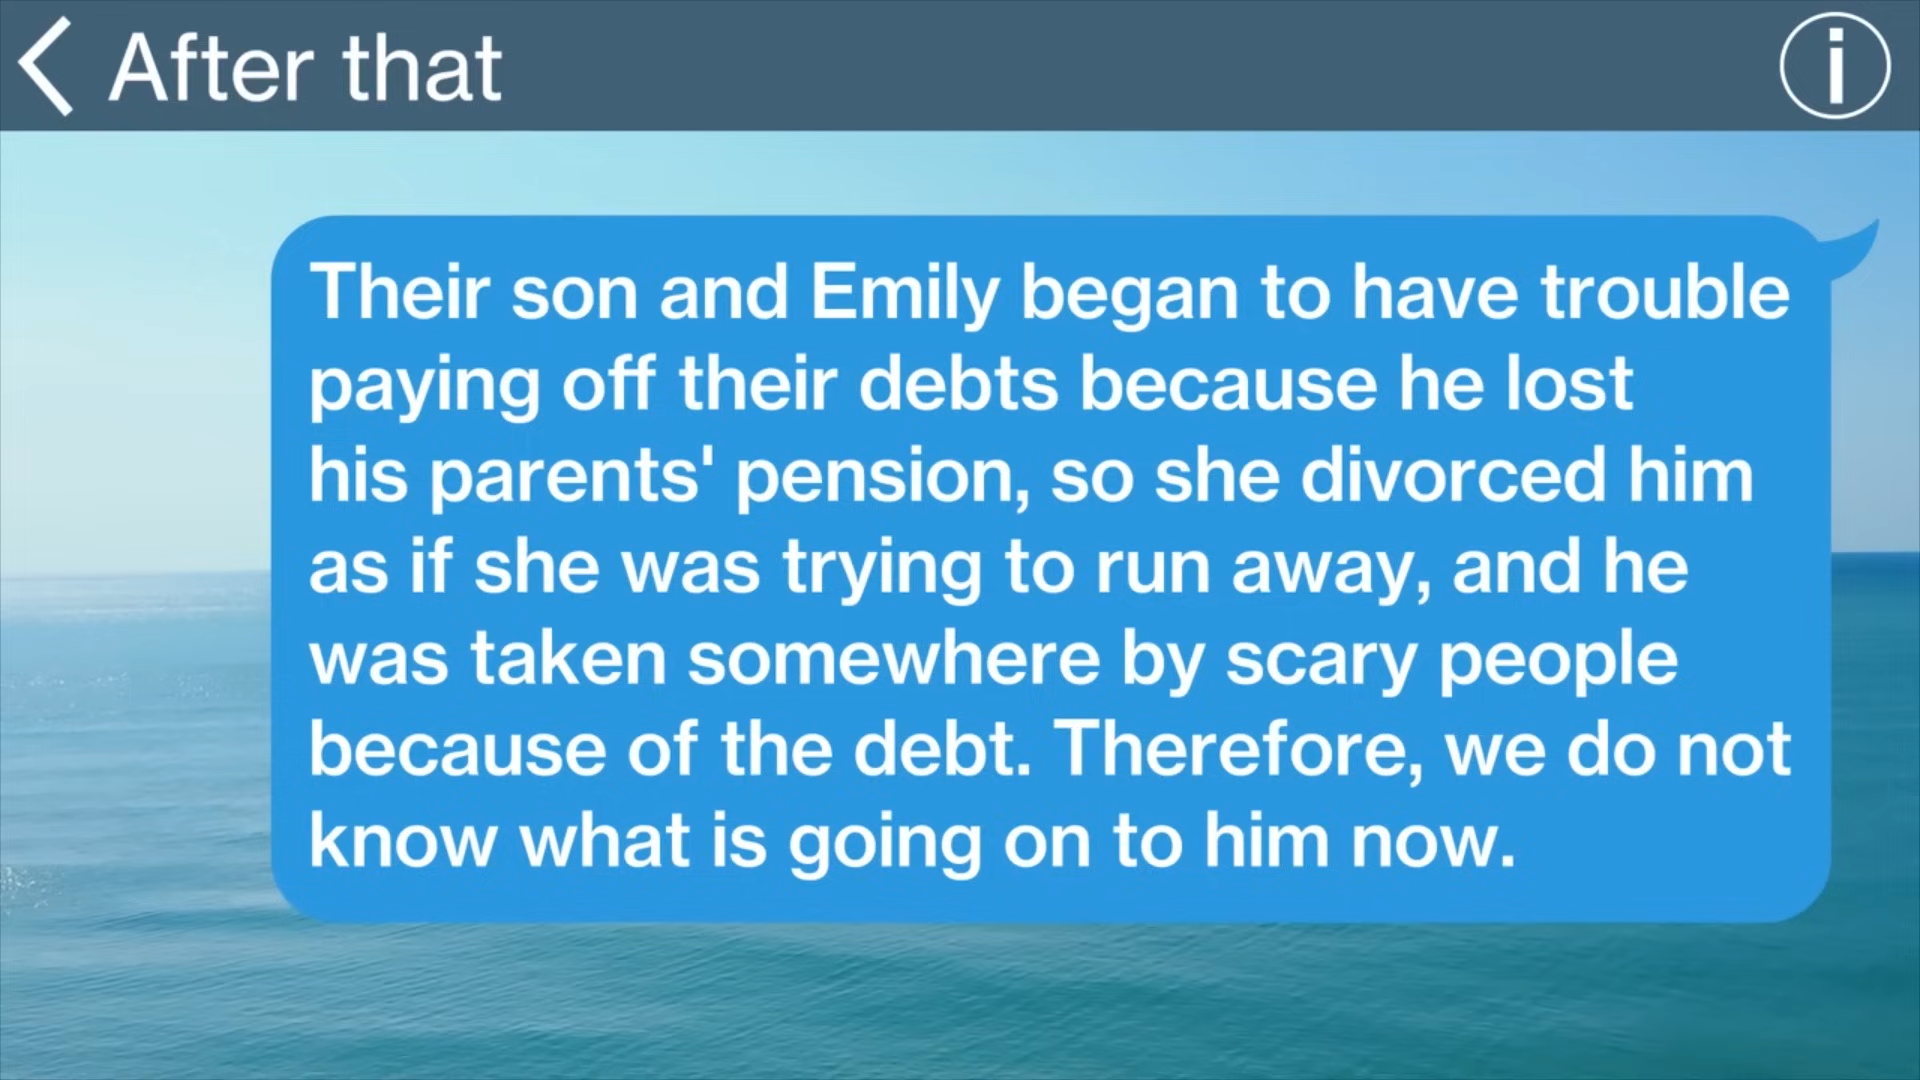 After that
Their son and Emily began to have trouble
paying off their debts because he lost
his parents' pension, so she divorced him
as if she was trying to run away, and he
was taken somewhere by scary people
because of the debt. Therefore, we do not
know what is going on to him now.